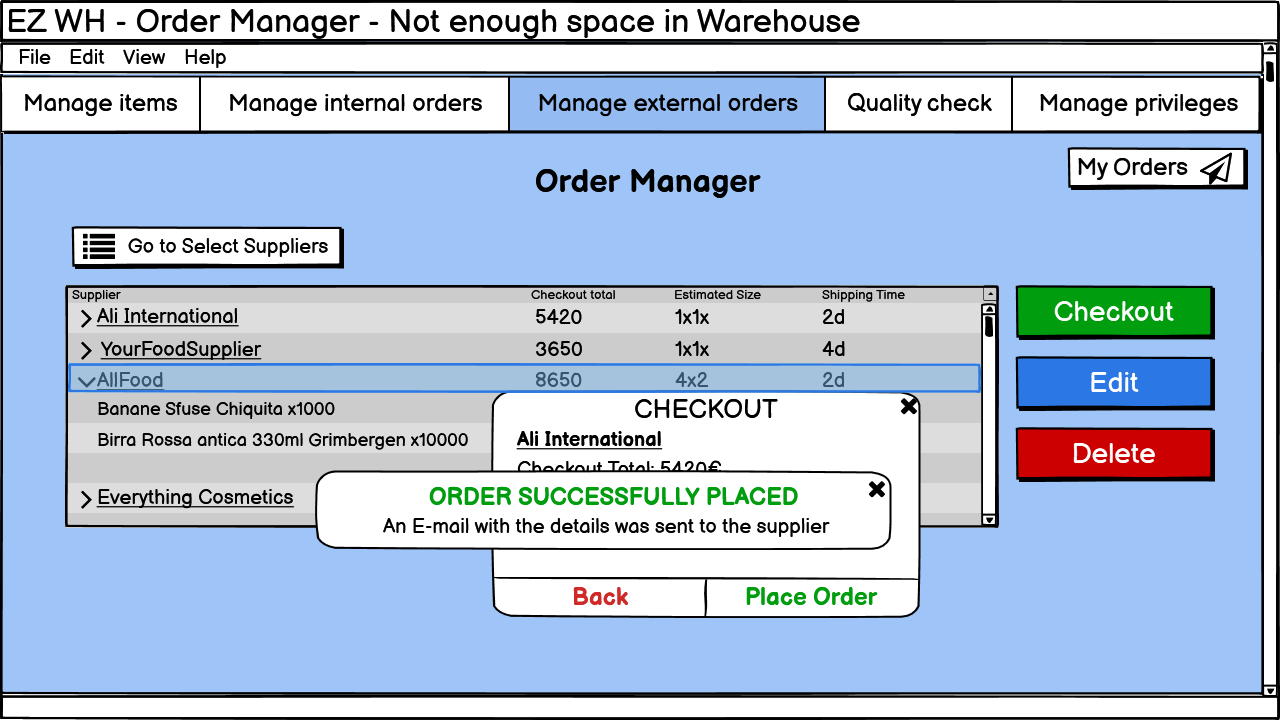 EZ WH - Order Manager - Not enough space in Warehouse
File Edit View Help
Manage items Manage internal orders Manage external orders Quality check Manage privileges
Order Manager
My Orders
Go to Select Suppliers
Supplier Checkout total Estimated Size Shipping Time
Ali International 5420 1x1x 2d
YourFoodSupplier 3650 1x1x 4d
AllFood 8650 4x2 2d
Banane Sfuse Chiquita x1000
Birra Rossa antica 330ml Grimbergen x10000
Everything Cosmetics
Checkout
Edit
Delete
CHECKOUT
Ali International
Checkout Total: 5420€
ORDER SUCCESSFULLY PLACED
An E-mail with the details was sent to the supplier
Back Place Order